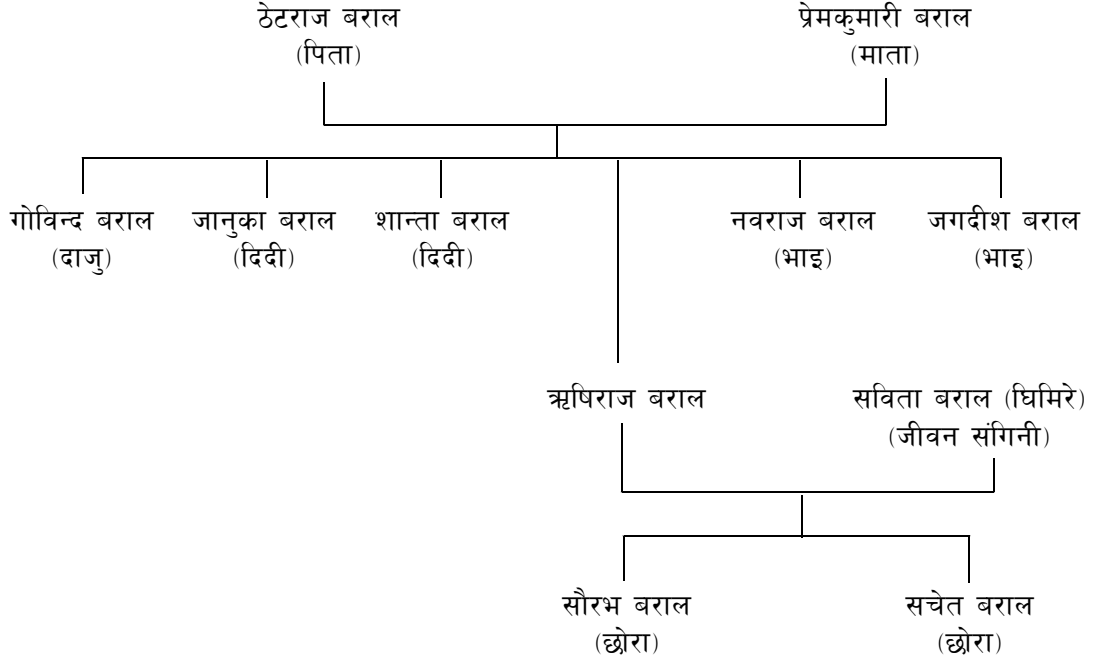 ठेटराज बराल प्रेमकुमारी बराल
(पिता) (माता)
गोविन्द बराल जानुका बराल शान्ता बराल नवराज बराल जगदीश बराल
(दाजु) (दिदी) (दिदी) (भाइ) (भाइ)
ऋषिराज बराल सविता बराल (घिमिरे)
(जीवन संगिनी)
सौरभ बराल सचेत बराल
(छोरा) (छोरा)